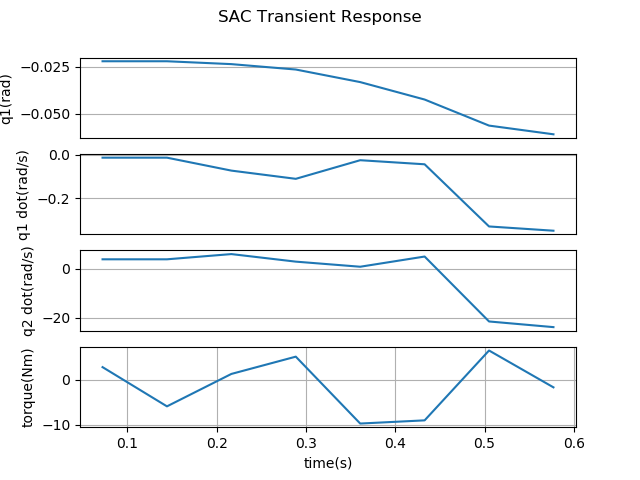 SAC Transient Response
q1(rad)
−0.025
−0.050
q1 dot(rad/s)
0.0
−0.2
q2 dot(rad/s)
0
−20
torque(Nm)
0
−10
0.1 0.2 0.3 0.4 0.5 0.6
time(s)